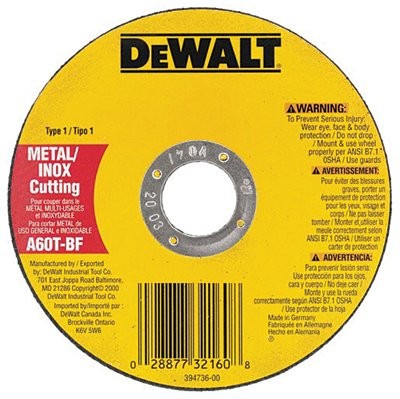 DEWALT
Type 1 / Tipo 1
METAL/
INOX
Cutting
Pour couper dans le
METAL MULTI-USAGES
et INOXYDABLE
Para cortar METAL de
USO GENERAL e INOXIDABLE
A60T-BF
Manufactured by / Exported by
DeWalt Industrial Tool Co.
701 East Joppa Road Baltimore,
MD 21286 Copyright© 2000
DeWalt Industrial Tool Co.
Imported by/Importé par
DeWalt Canada Inc.
Brockville Ontario
K6V 5W6
WARNING:
To Prevent Serious Injury:
Wear eye, face & body
protection / Do not drop
/ Mount & use wheel
properly per ANSI B7.1
OSHA / Use guards
AVERTISSEMENT:
Pour éviter des blessures
graves, porter un
équipement de protection
pour les yeux, visage et
corps / Ne pas laisser
tomber / Monter et, utiliser la
meule correctement selon
ANSI B7.1 OSHA / Utiliser un
carter de protection
ADVERTENCIA:
Para prevenir lesión seria:
Use protección para los ojos,
cara y cuerpo / No deje caer
/ Monte y use la rueda
correctamente según ANSI B7.1
OSHA / Use el protector de la
guarda
Made in Germany
Fabriquée en Allemagne
Hecho en Alemania
V04
2003
0 28877 32160 8
394736-00